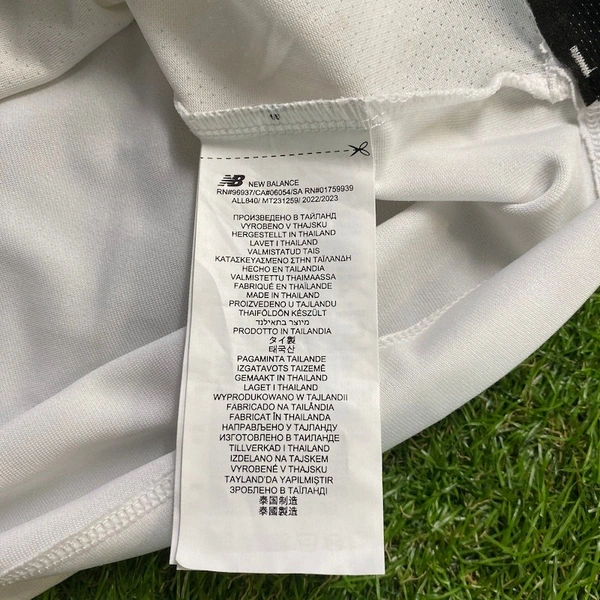 NB NEW BALANCE
RN#96937/CA#06054/SA RN#01759939
ALL840/ MT231259/ 2022/2023
ПРОИЗВЕДЕНО В ТАЙЛАНД
VYROBENO V THAJSKU
HERGESTELLT IN THAILAND
LAVET I THAILAND
VALMISTATUD TAIS
ΚΑΤΑΣΚΕΥΑΣΜΕΝΟ ΣΤΗΝ ΤΑΪΛΑΝΔΗ
HECHO EN TAILANDIA
VALMISTETTU THAIMAASSA
FABRIQUÉ EN THAÏLANDE
MADE IN THAILAND
PROIZVEDENO U TAJLANDU
THAIFÖLDÖN KÉSZÜLT
מיוצר בתאילנד
PRODOTTO IN TAILANDIA
タイ製
태국산
PAGAMINTA TAILANDE
IZGATAVOTS TAIZEMĒ
GEMAAKT IN THAILAND
LAGET I THAILAND
WYPRODUKOWANO W TAJLANDII
FABRICADO NA TAILÂNDIA
FABRICAT ÎN THAILANDA
НАПРАВЉЕНО У ТАЈЛАНДУ
ИЗГОТОВЛЕНО В ТАИЛАНДЕ
TILLVERKAD I THAILAND
IZDELANO NA TAJSKEM
VYROBENÉ V THAJSKU
TAYLAND'DA YAPILMIŞTIR
ЗРОБЛЕНО В ТАЇЛАНДІ
泰国制造
泰國製造